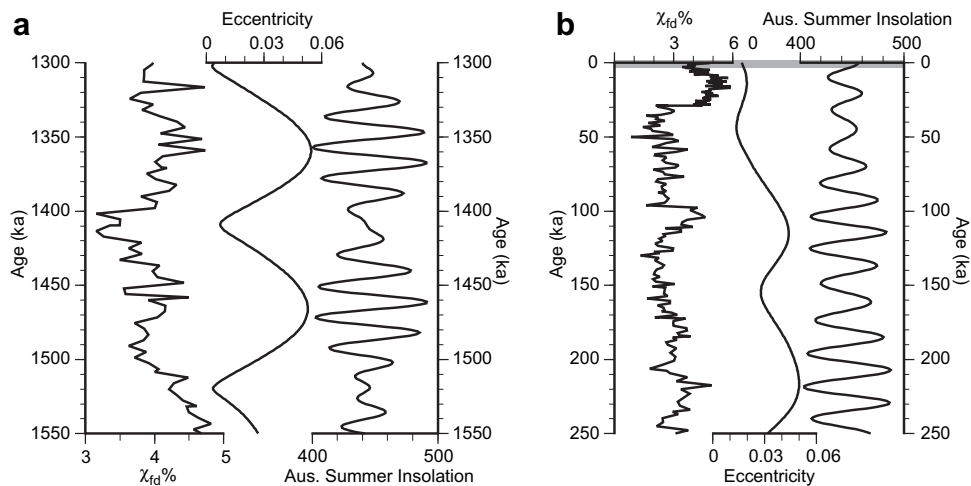 a
Eccentricity
0 0.03 0.06
1300 1300
1350 1350
1400 1400
1450 1450
1500 1500
1550 1550
Age (ka)
Age (ka)
3 4 5 400 500
χfd% Aus. Summer Insolation
b
χfd% Aus. Summer Insolation
3 6 0 400 500
0 0
50 50
100 100
150 150
200 200
250 250
Age (ka)
Age (ka)
0 0.03 0.06
Eccentricity